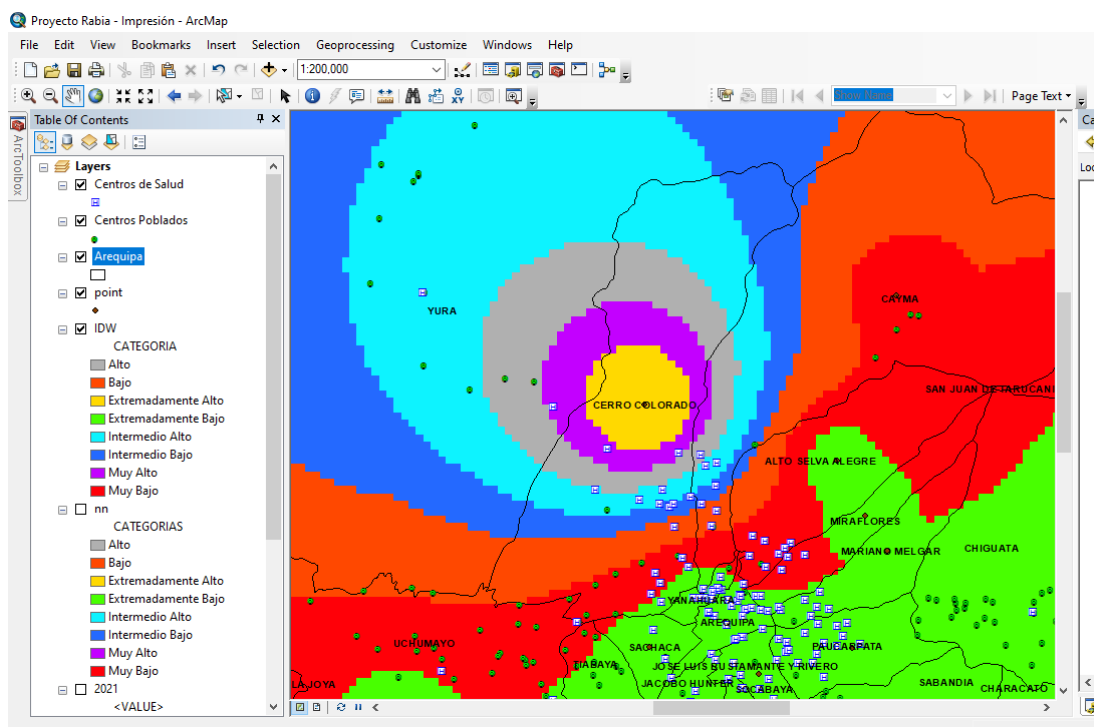 Proyecto Rabia - Impresión - ArcMap
File Edit View Bookmarks Insert Selection Geoprocessing Customize Windows Help
1:200,000
Show Name Page Text
Table Of Contents
Ca
ArcToolbox
Loc
Layers
Centros de Salud
Centros Poblados
Arequipa
point
IDW
CATEGORIA
Alto
Bajo
Extremadamente Alto
Extremadamente Bajo
Intermedio Alto
Intermedio Bajo
Muy Alto
Muy Bajo
nn
CATEGORIAS
Alto
Bajo
Extremadamente Alto
Extremadamente Bajo
Intermedio Alto
Intermedio Bajo
Muy Alto
Muy Bajo
2021
<VALUE>
YURA
CAYMA
CERRO COLORADO
SAN JUAN DE TARUCANI
ALTO SELVA ALEGRE
MIRAFLORES
MARIANO MELGAR
CHIGUATA
YANAHUARA
AREQUIPA
UCHUMAYO
SACHACA
PAUCARPATA
TIABAYA
JOSE LUIS BUSTAMANTE Y RIVERO
LA JOYA
JACOBO HUNTER
SOCABAYA
SABANDIA
CHARACATO